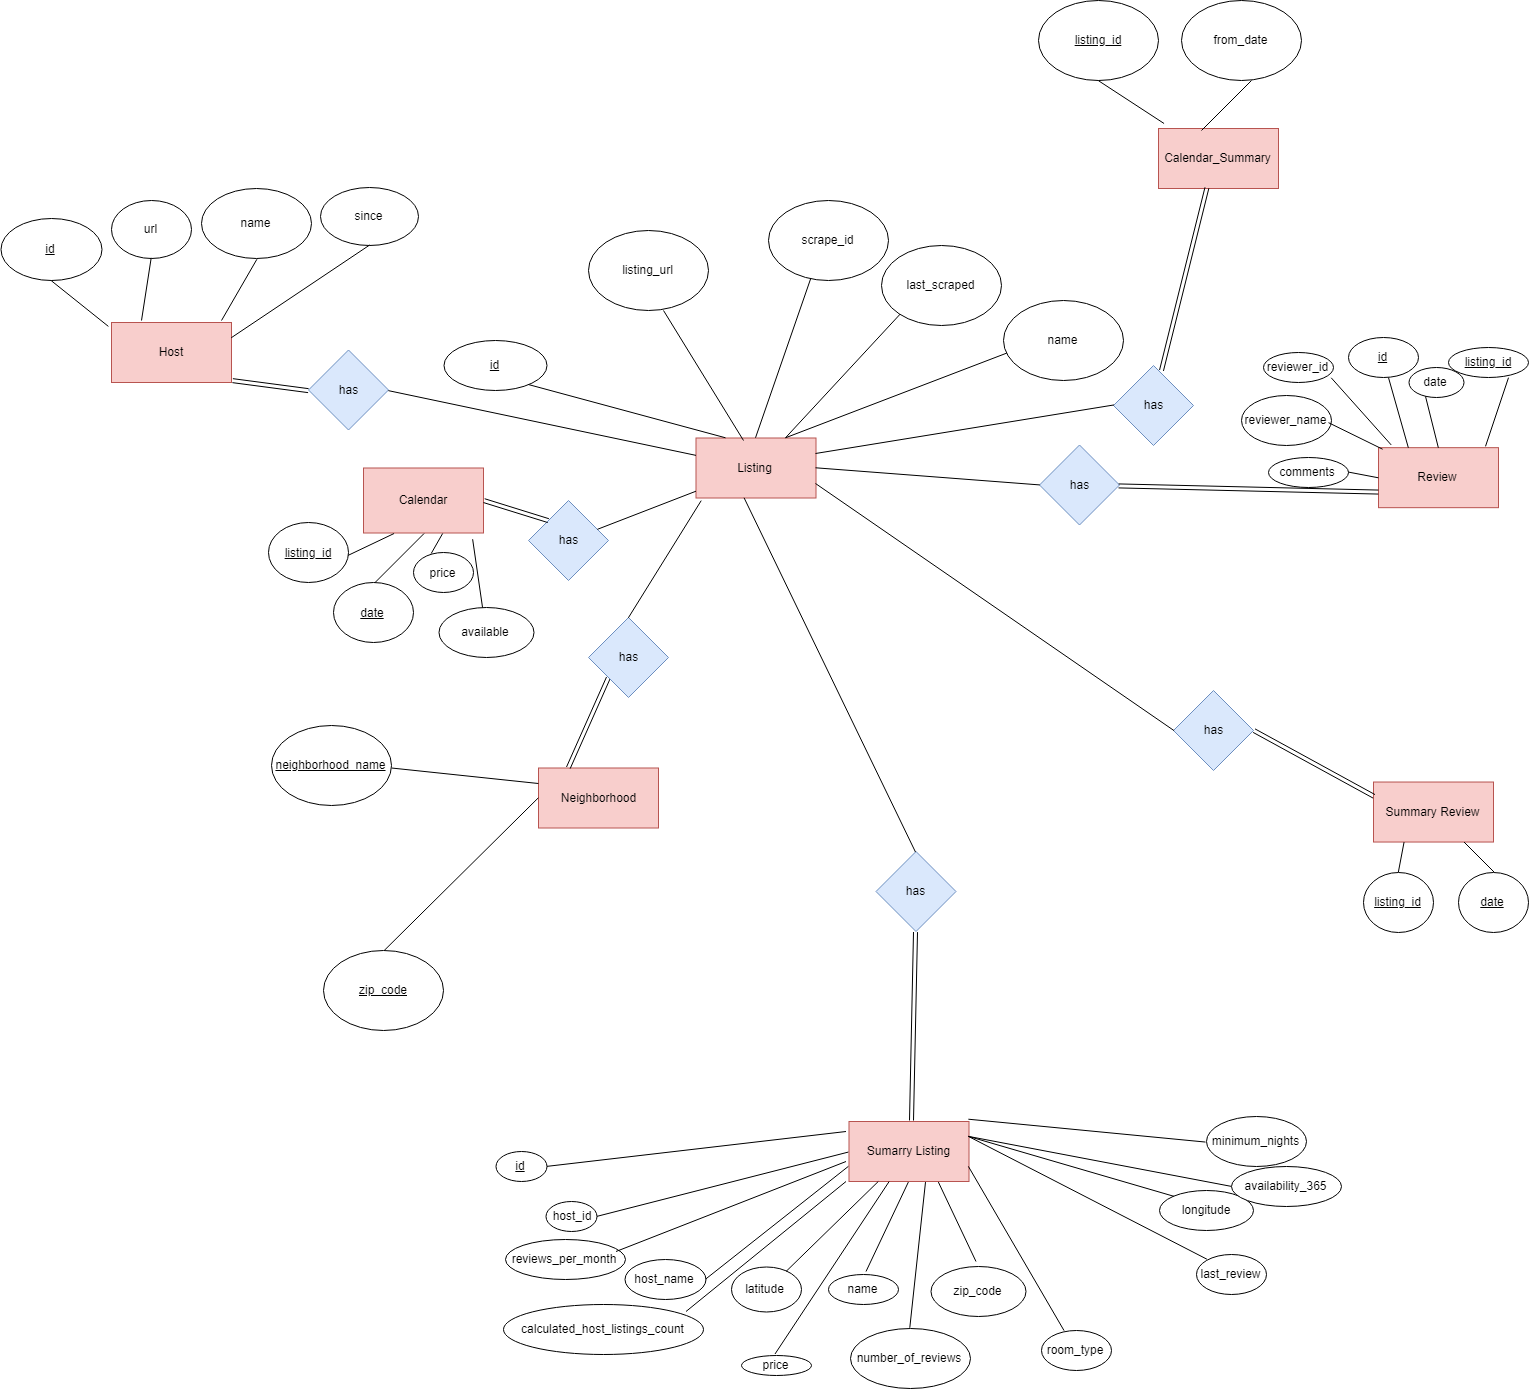 listing_id
from_date
Calendar_Summary
id
url
name
since
Host
has
id
listing_url
scrape_id
last_scraped
name
Listing
has
has
reviewer_id
id
date
listing_id
reviewer_name
comments
Review
Calendar
listing_id
date
price
available
has
has
neighborhood_name
Neighborhood
zip_code
has
Summary Review
listing_id
date
has
Sumarry Listing
id
host_id
reviews_per_month
host_name
calculated_host_listings_count
latitude
price
name
number_of_reviews
zip_code
room_type
last_review
longitude
availability_365
minimum_nights